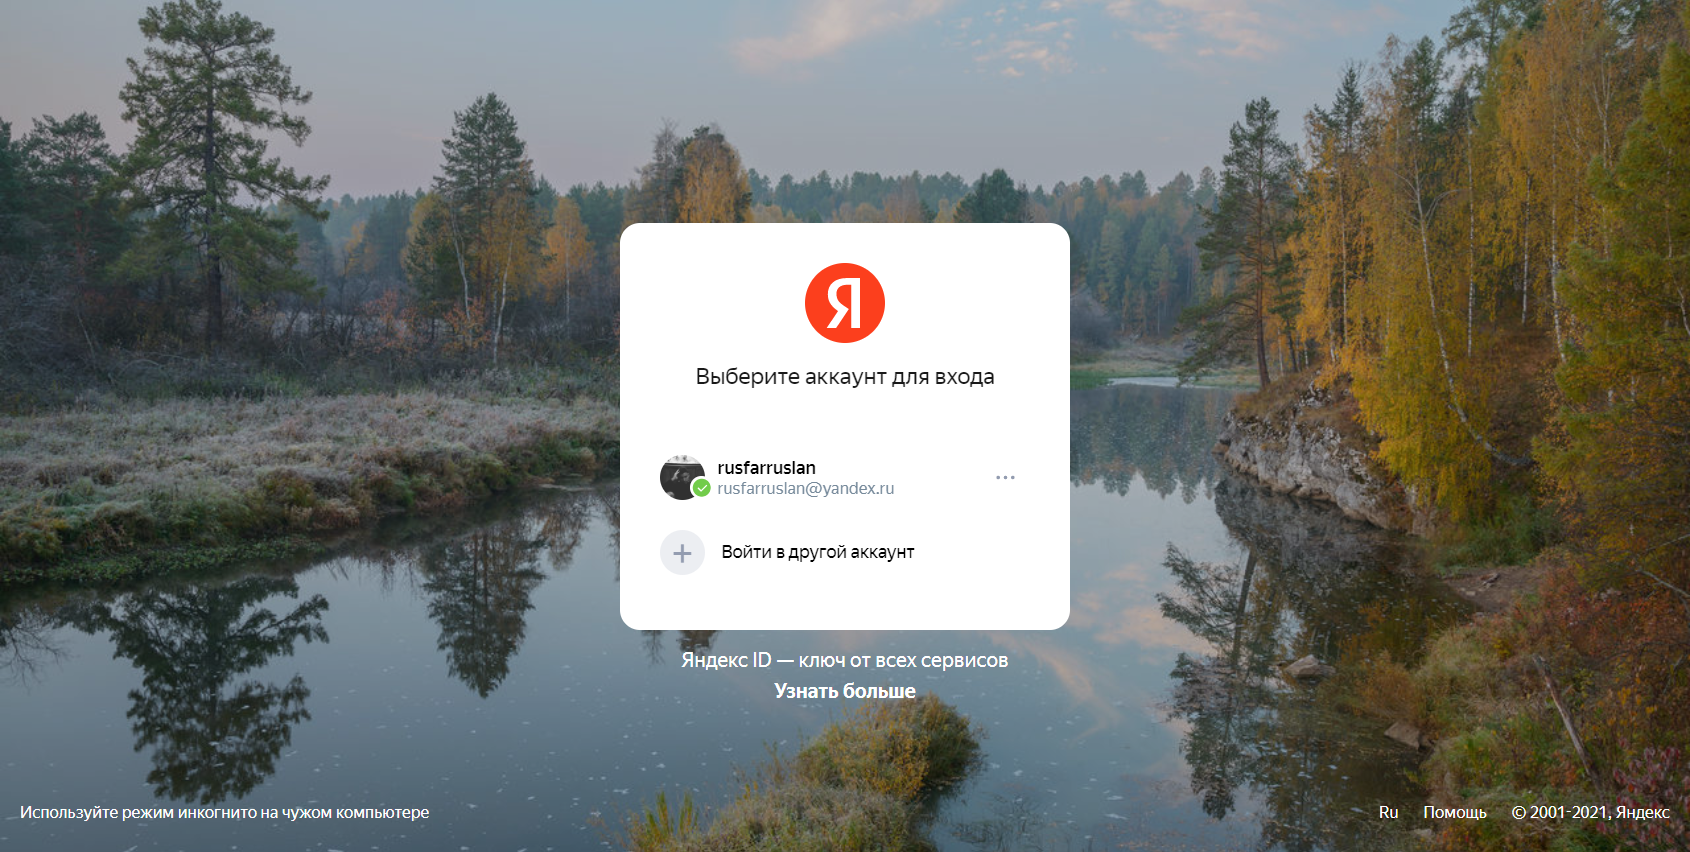 Я
Выберите аккаунт для входа
rusfarruslan
rusfarruslan@yandex.ru
Войти в другой аккаунт
Яндекс ID — ключ от всех сервисов
Узнать больше
Используйте режим инкогнито на чужом компьютере
Ru Помощь © 2001-2021, Яндекс